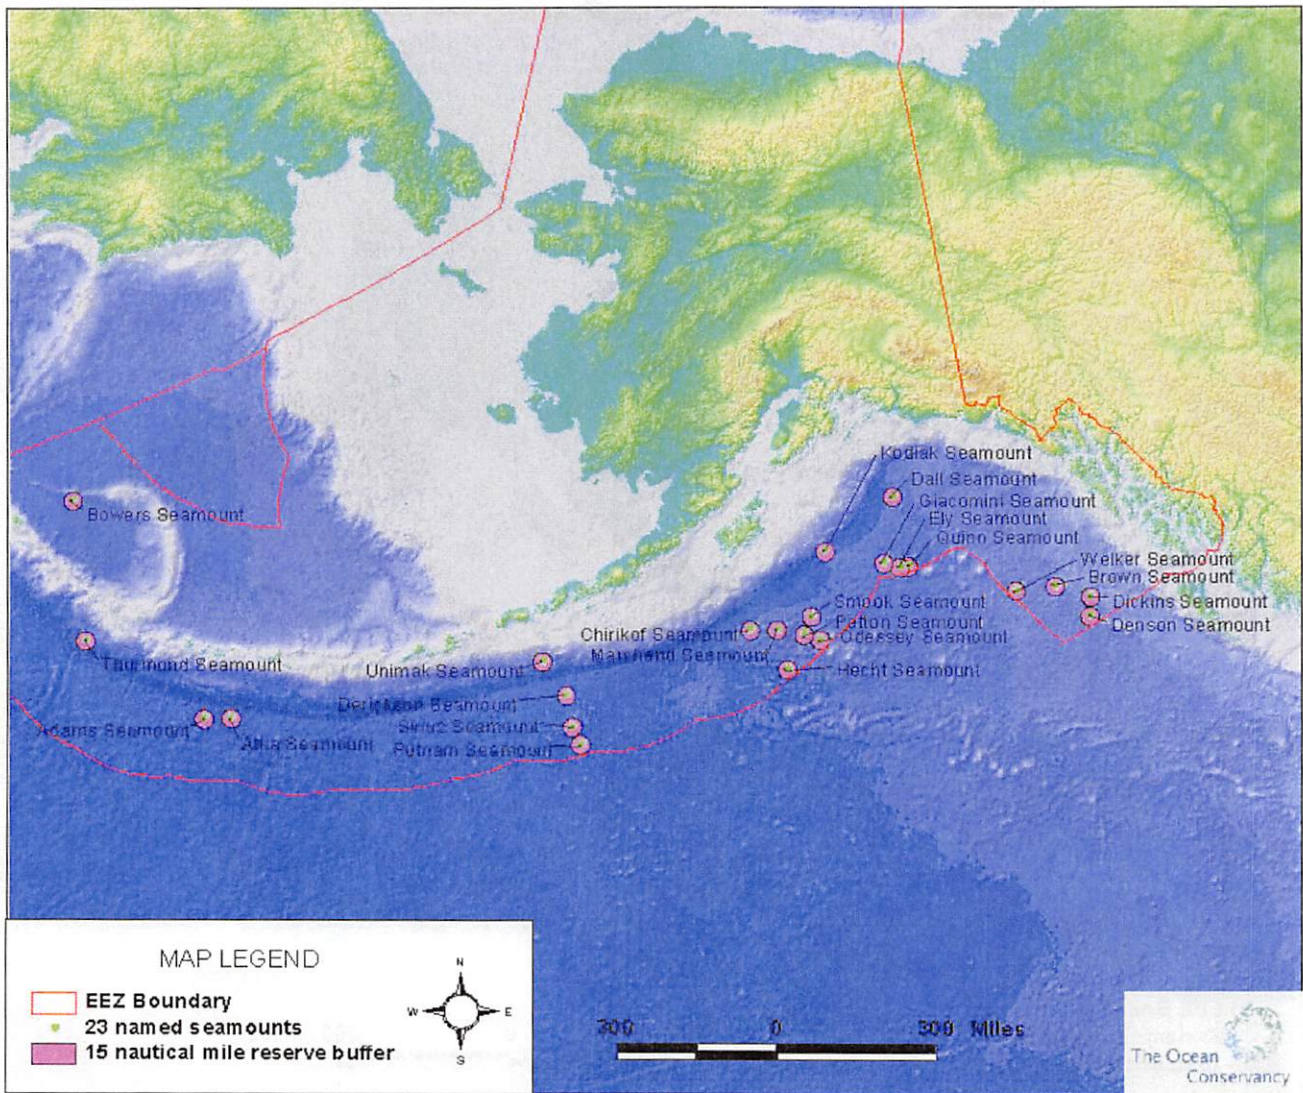 Kodiak Seamount
Dall Seamount
Giacomini Seamount
Ely Seamount
Quinn Seamount
Bowers Seamount
Welker Seamount
Brown Seamount
Dickins Seamount
Denson Seamount
Smook Seamount
Patton Seamount
Chirikof Seamount
Odessey Seamount
Marchand Seamount
Thurmond Seamount
Unimak Seamount
Hecht Seamount
Derickson Seamount
Adams Seamount
Sirius Seamount
Seamount
Putnam Seamount
MAP LEGEND
EEZ Boundary
23 named seamounts
15 nautical mile reserve buffer
N
W
E
S
300 0 300 Miles
The Ocean
Conservancy